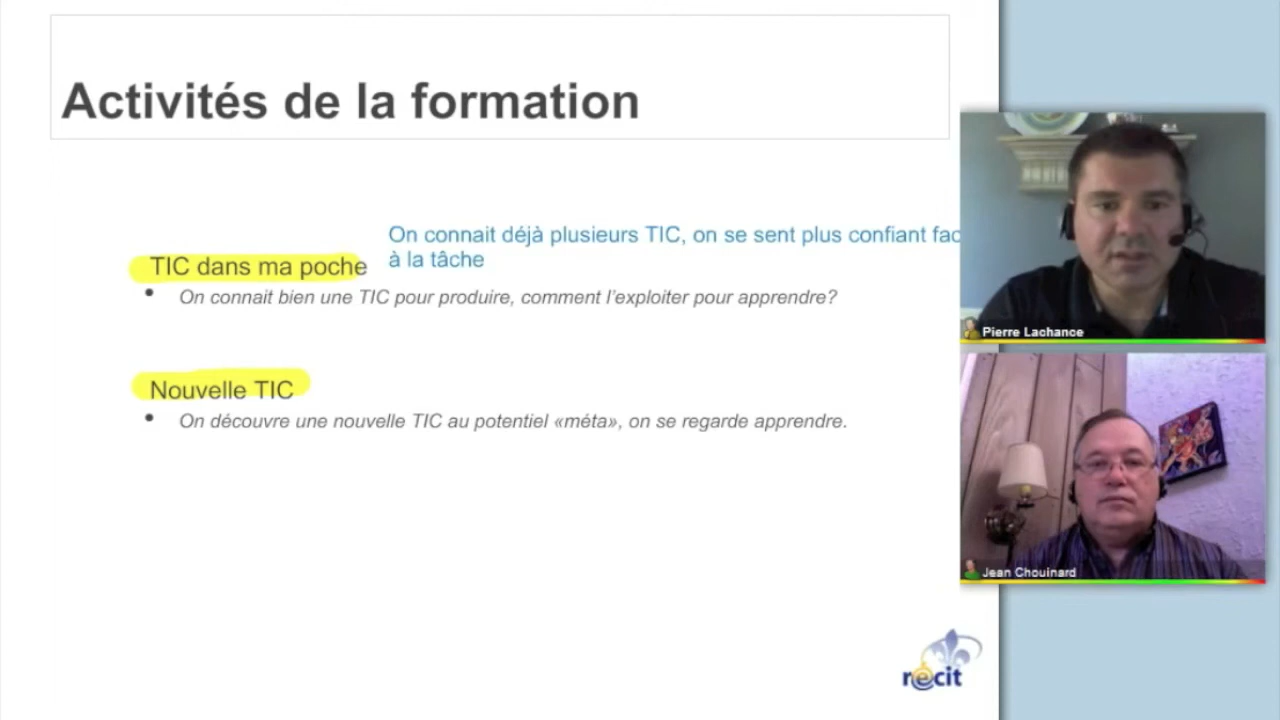 Activités de la formation
On connait déjà plusieurs TIC, on se sent plus confiant fac
à la tâche
TIC dans ma poche
• On connait bien une TIC pour produire, comment l’exploiter pour apprendre?
Nouvelle TIC
• On découvre une nouvelle TIC au potentiel «méta», on se regarde apprendre.
Pierre Lachance
Jean Chouinard
récit